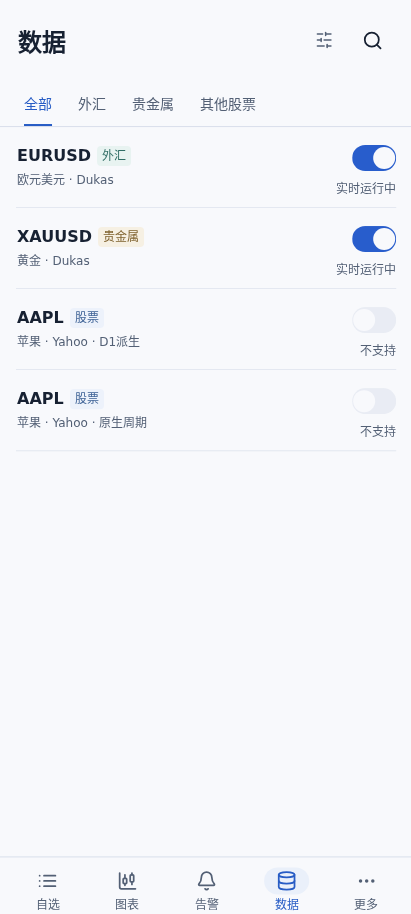 数据
全部 外汇 贵金属 其他股票
EURUSD 外汇
欧元美元 · Dukas
实时运行中
XAUUSD 贵金属
黄金 · Dukas
实时运行中
AAPL 股票
苹果 · Yahoo · D1派生
不支持
AAPL 股票
苹果 · Yahoo · 原生周期
不支持
自选 图表 告警 数据 更多